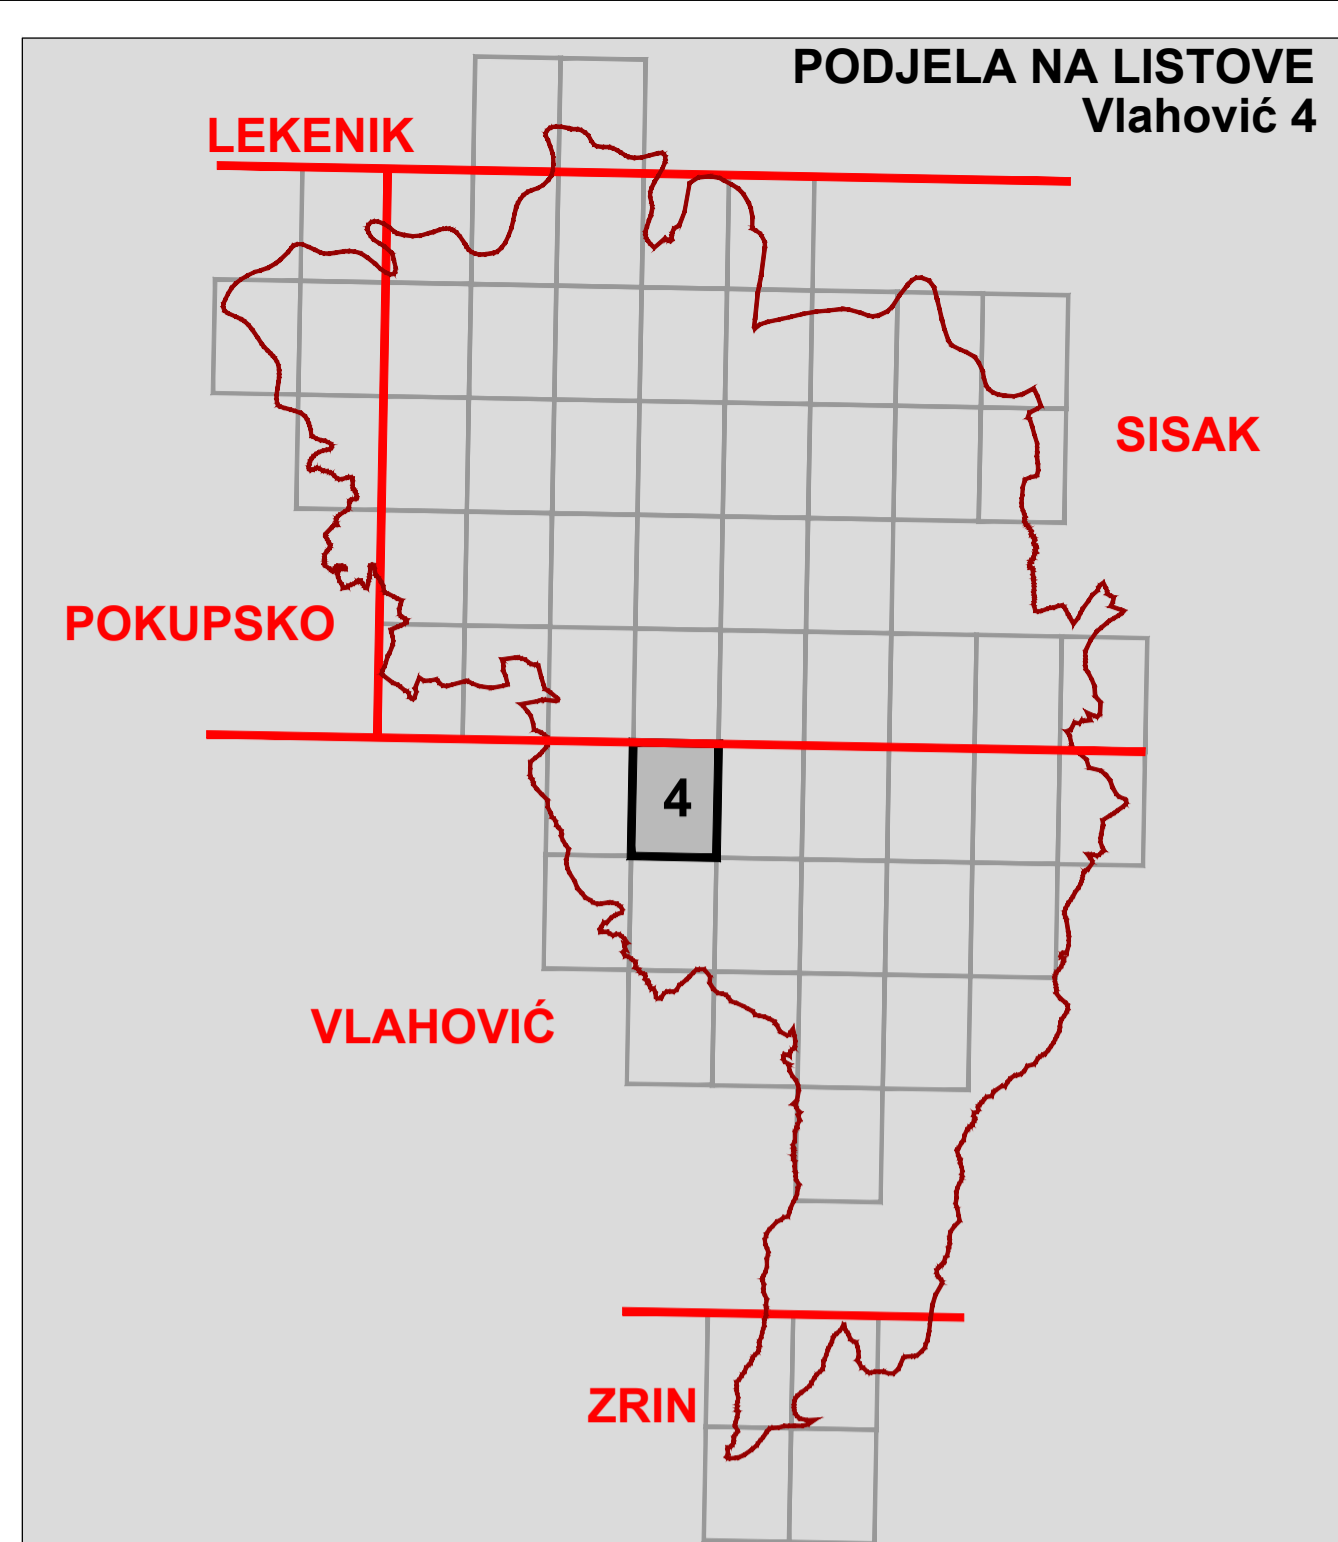 PODJELA NA LISTOVE
Vlahović 4
LEKENIK
SISAK
POKUPSKO
4
VLAHOVIĆ
ZRIN